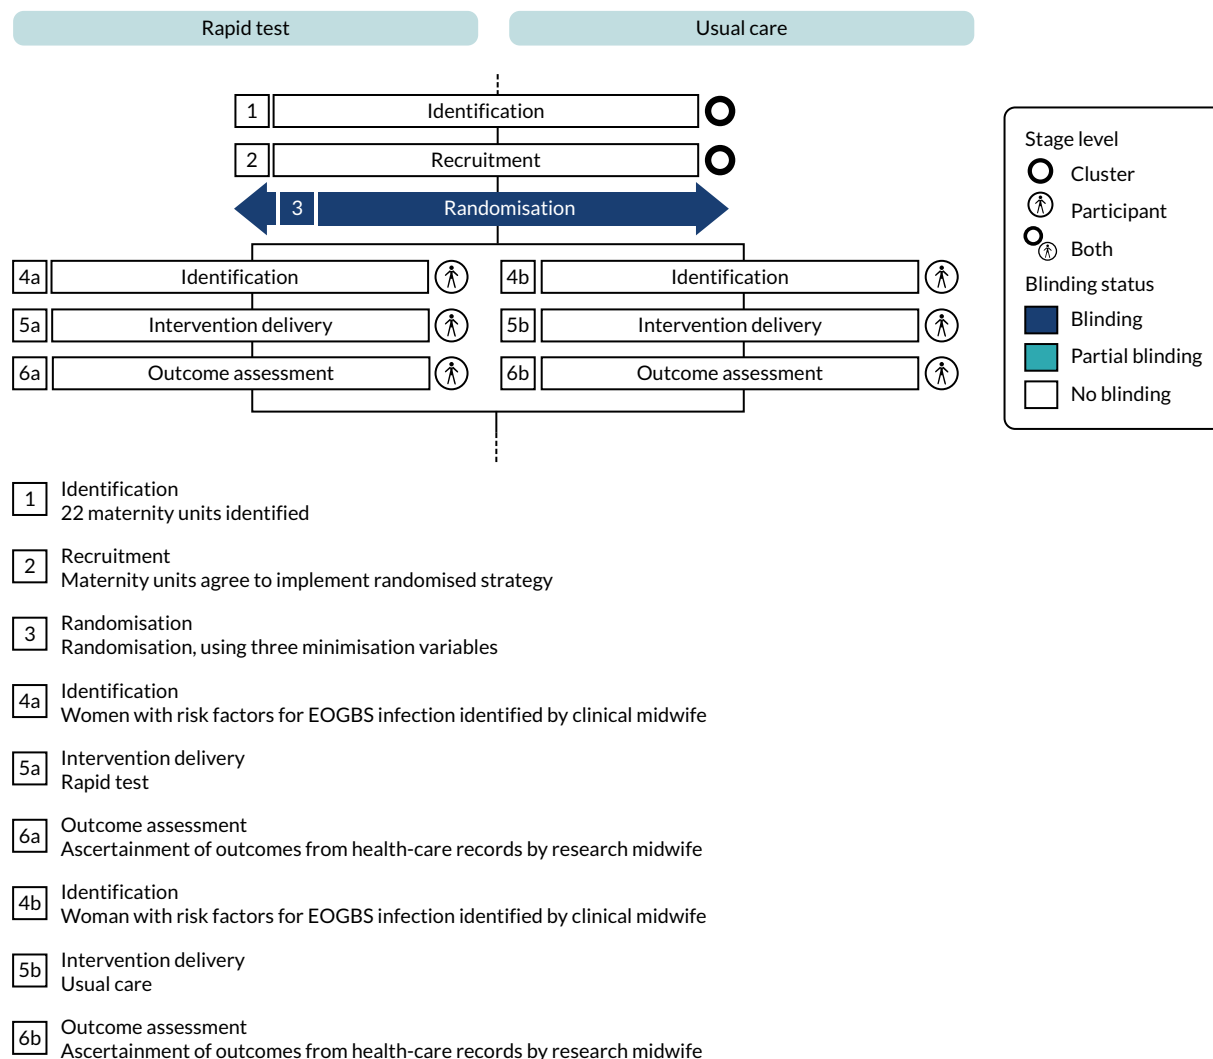 Rapid test
Usual care
1 Identification
2 Recruitment
3 Randomisation
4a Identification
4b Identification
5a Intervention delivery
5b Intervention delivery
6a Outcome assessment
6b Outcome assessment
Stage level
Cluster
Participant
Both
Blinding status
Blinding
Partial blinding
No blinding
1 Identification
22 maternity units identified
2 Recruitment
Maternity units agree to implement randomised strategy
3 Randomisation
Randomisation, using three minimisation variables
4a Identification
Women with risk factors for EOGBS infection identified by clinical midwife
5a Intervention delivery
Rapid test
6a Outcome assessment
Ascertainment of outcomes from health-care records by research midwife
4b Identification
Woman with risk factors for EOGBS infection identified by clinical midwife
5b Intervention delivery
Usual care
6b Outcome assessment
Ascertainment of outcomes from health-care records by research midwife